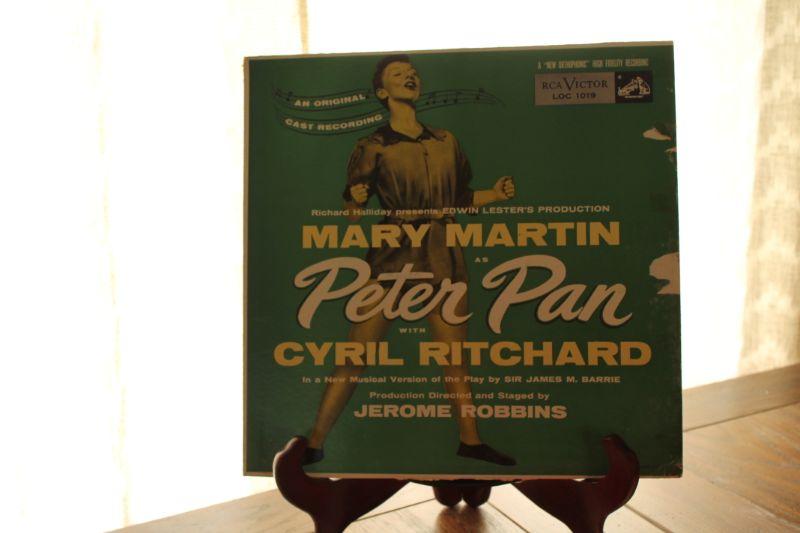 A "NEW ORTHOPHONIC" HIGH FIDELITY RECORDING
RCA VICTOR
LOC 1019
AN ORIGINAL
CAST RECORDING
Richard Halliday presents EDWIN LESTER'S PRODUCTION
MARY MARTIN
AS
Peter Pan
WITH
CYRIL RITCHARD
In a New Musical Version of the Play by SIR JAMES M. BARRIE
Production Directed and Staged by
JEROME ROBBINS